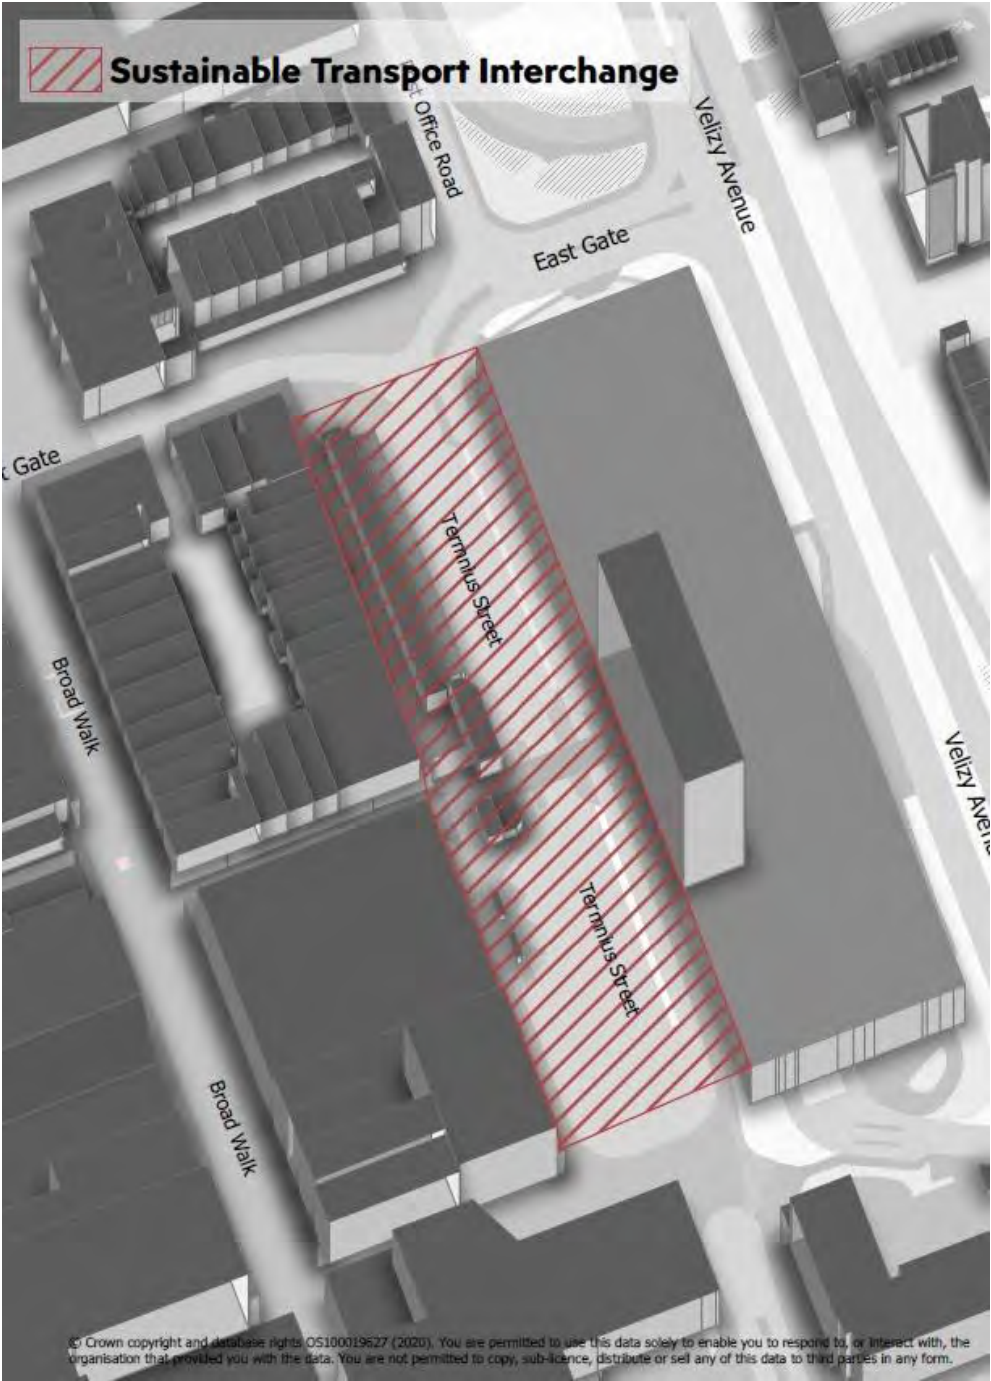 Sustainable Transport Interchange
Office Road
Velizy Avenue
East Gate
Gate
Termnius Street
Broad Walk
Velizy
Termnius Street
Broad Walk
© Crown copyright and database rights OS100019627 (2020). You are permitted to use this data solely to enable you to respond to, or interact with, the
organisation that provided you with the data. You are not permitted to copy, sub-licence, distribute or sell any of this data to third parties in any form.